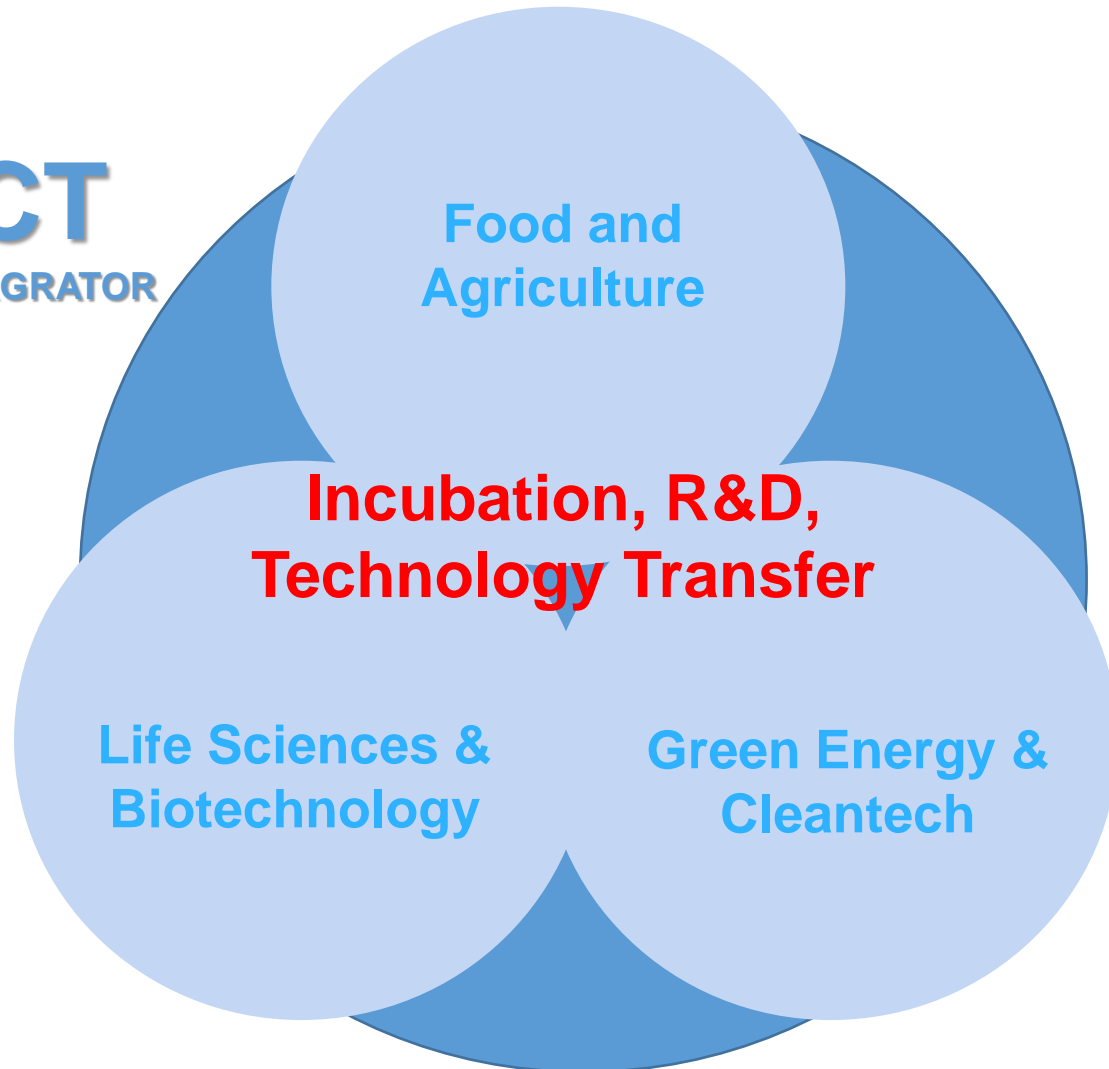 CT
GRATOR
Food and
Agriculture
Incubation, R&D,
Technology Transfer
Life Sciences &
Biotechnology
Green Energy &
Cleantech